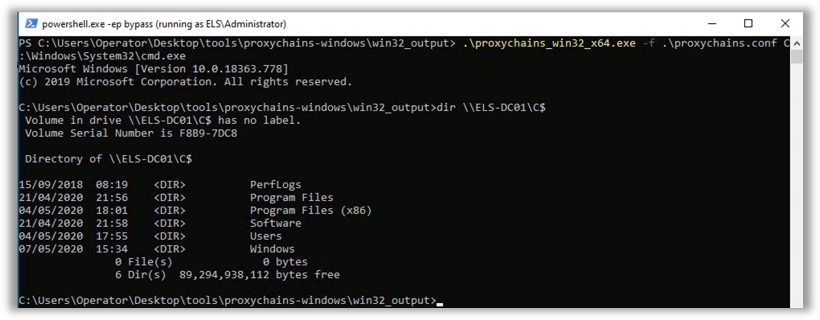 powershell.exe -ep bypass (running as ELS\Administrator)
PS C:\Users\Operator\Desktop\tools\proxychains-windows\win32_output> .\proxychains_win32_x64.exe -f .\proxychains.conf C
:\Windows\System32\cmd.exe
Microsoft Windows [Version 10.0.18363.778]
(c) 2019 Microsoft Corporation. All rights reserved.
C:\Users\Operator\Desktop\tools\proxychains-windows\win32_output>dir \\ELS-DC01\C$
Volume in drive \\ELS-DC01\C$ has no label.
Volume Serial Number is F8B9-7DC8
Directory of \\ELS-DC01\C$
15/09/2018 08:19 <DIR> PerfLogs
21/04/2020 21:56 <DIR> Program Files
04/05/2020 18:01 <DIR> Program Files (x86)
21/04/2020 21:58 <DIR> Software
04/05/2020 17:55 <DIR> Users
07/05/2020 15:34 <DIR> Windows
0 File(s) 0 bytes
6 Dir(s) 89,294,938,112 bytes free
C:\Users\Operator\Desktop\tools\proxychains-windows\win32_output>